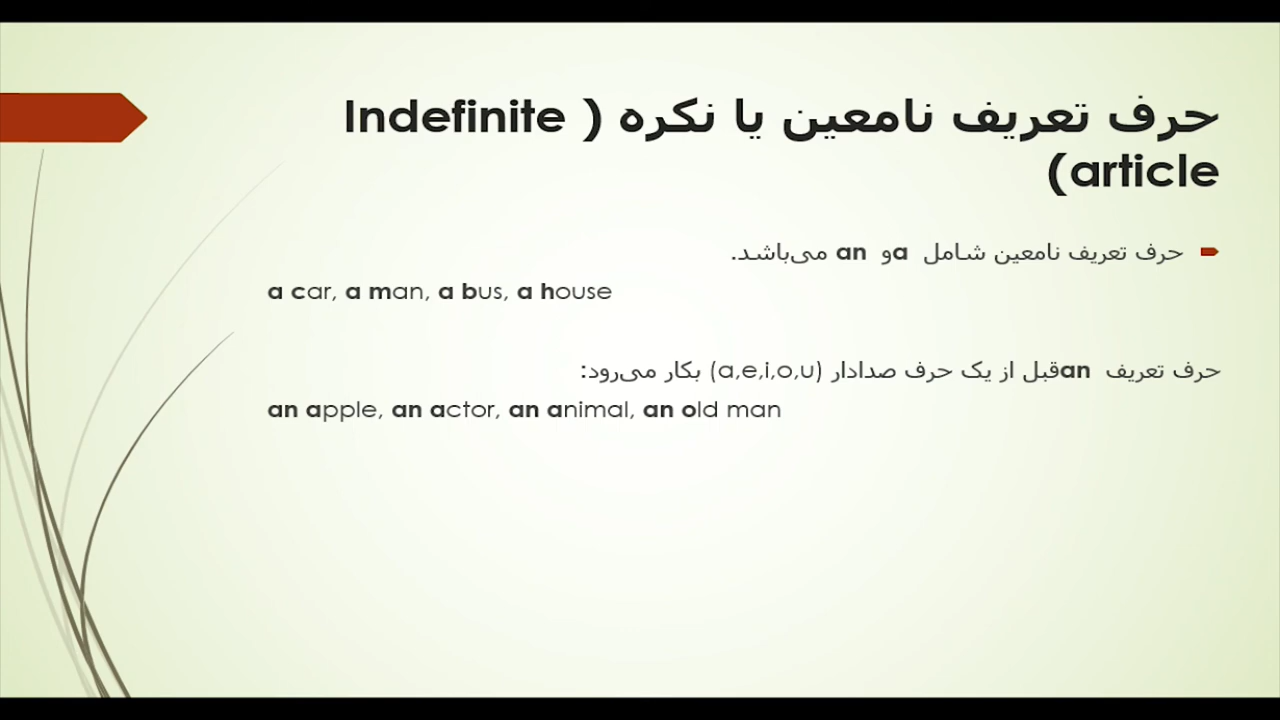 حرف تعریف نامعین یا نکره ( Indefinite
article)
حرف تعریف نامعین شامل a و an می‌باشد.
a car, a man, a bus, a house
حرف تعریف an قبل از یک حرف صدادار (a,e,i,o,u) بکار می‌رود:
an apple, an actor, an animal, an old man